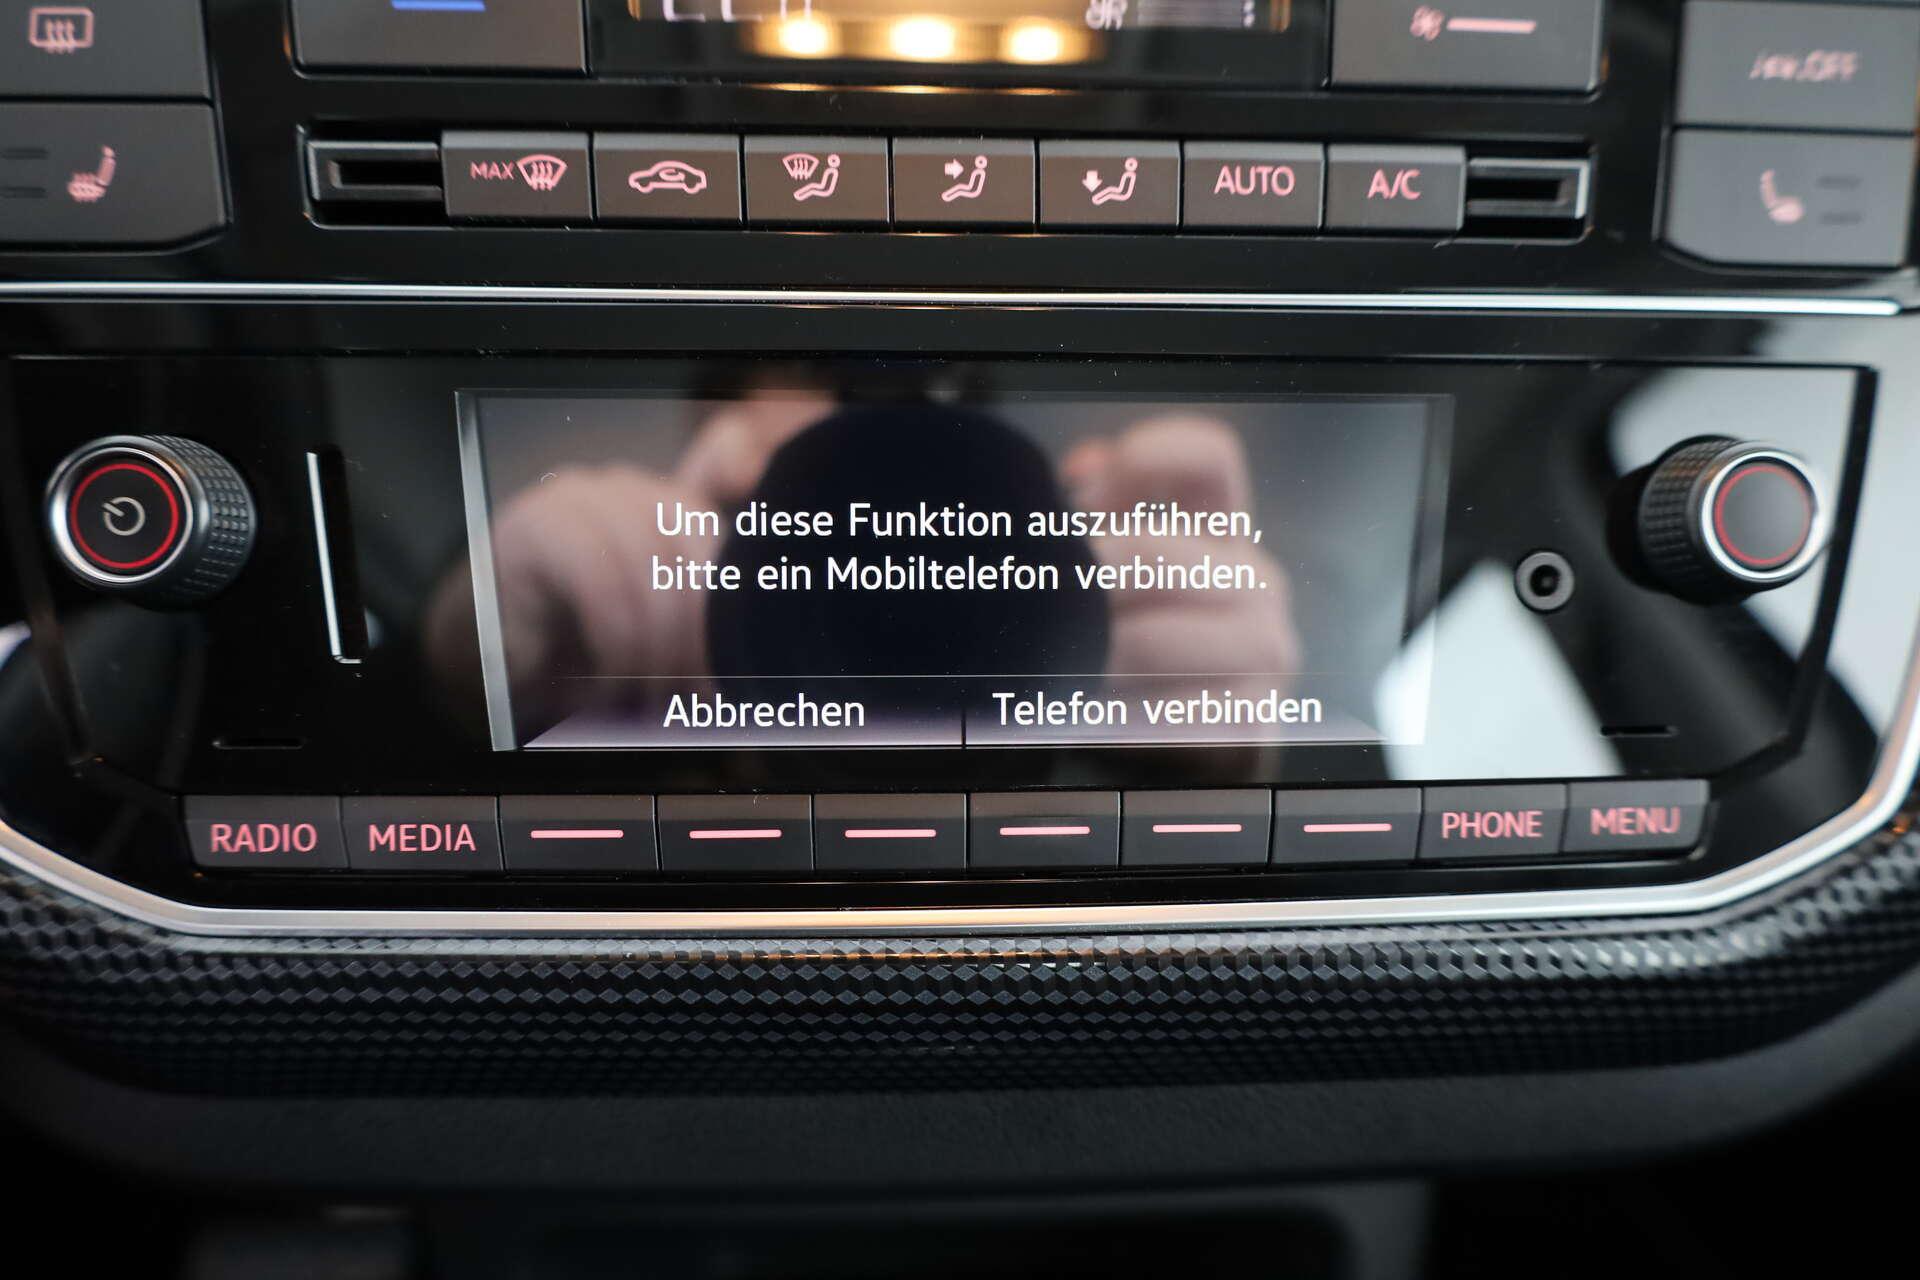 MAX
AUTO
A/C
Um diese Funktion auszuführen,
bitte ein Mobiltelefon verbinden.
Abbrechen
Telefon verbinden
RADIO
MEDIA
PHONE
MENU